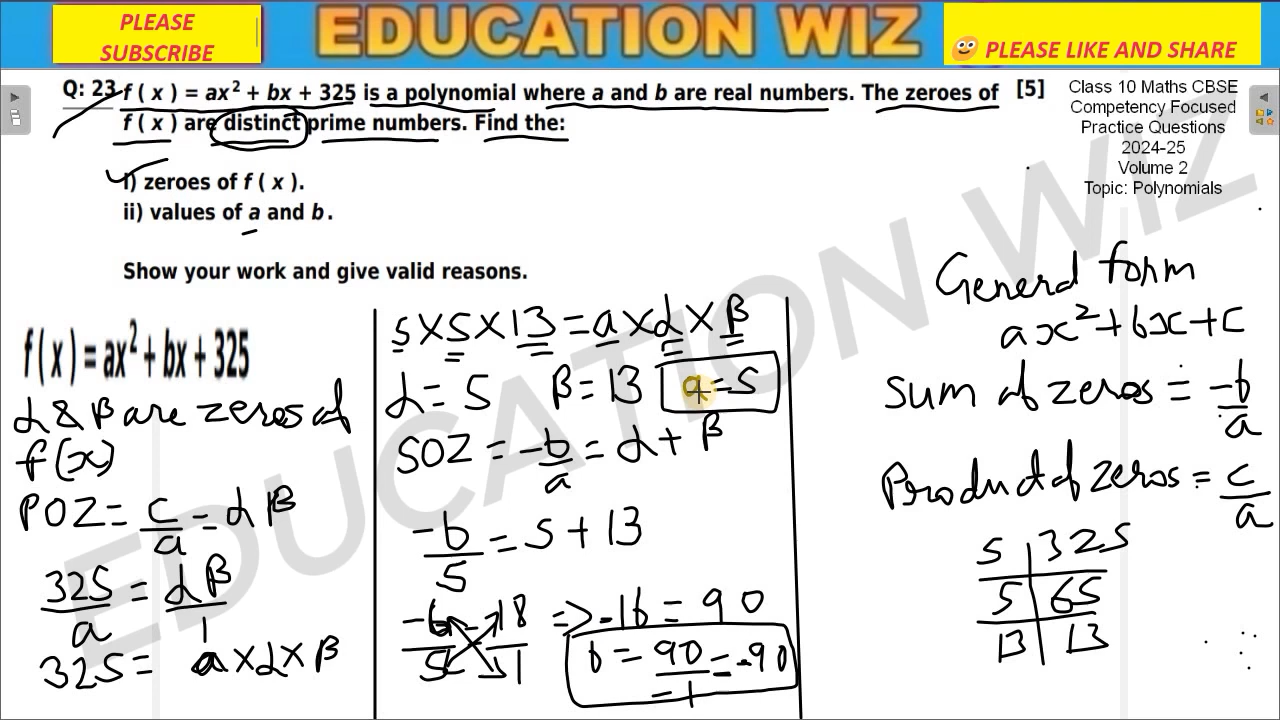 PLEASE
SUBSCRIBE
EDUCATION WIZ
PLEASE LIKE AND SHARE
Q: 23 f ( x ) = ax² + bx + 325 is a polynomial where a and b are real numbers. The zeroes of [5]
f ( x ) are distinct prime numbers. Find the:
i) zeroes of f ( x ).
ii) values of a and b.
Show your work and give valid reasons.
Class 10 Maths CBSE
Competency Focused
Practice Questions
2024-25
Volume 2
Topic: Polynomials
EDUCATION WIZ
f ( x ) = ax² + bx + 325
α & β are zeros of
f(x)
POZ = c/a = αβ
325/a = αβ/1
325 = a × α × β
5 × 5 × 13 = a × α × β
α = 5 β = 13 a = 5
SOZ = -b/a = α + β
-b/5 = 5 + 13
-b/5 = 18/1 => -1b = 90
b = 90/-1 = -90
General form
ax² + bx + c
Sum of zeros = -b/a
Product of zeros = c/a
5 | 325
5 | 65
13 | 13